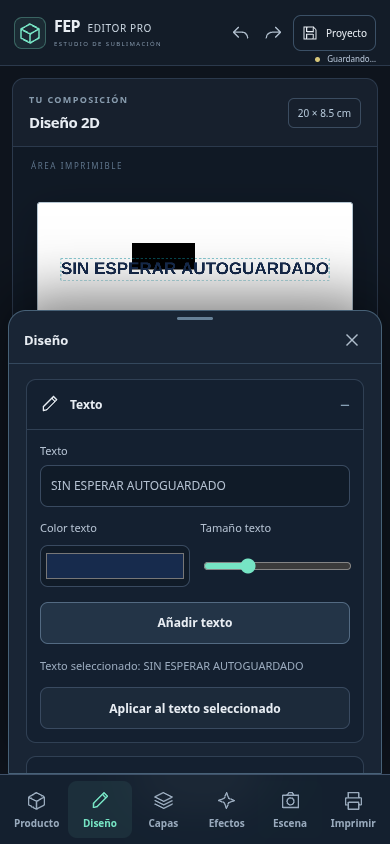 FEP EDITOR PRO
ESTUDIO DE SUBLIMACIÓN
Proyecto
Guardando...
TU COMPOSICIÓN
Diseño 2D
20 × 8.5 cm
ÁREA IMPRIMIBLE
SIN ESPERAR AUTOGUARDADO
Diseño
Texto
Texto
SIN ESPERAR AUTOGUARDADO
Color texto
Tamaño texto
Añadir texto
Texto seleccionado: SIN ESPERAR AUTOGUARDADO
Aplicar al texto seleccionado
Producto
Diseño
Capas
Efectos
Escena
Imprimir